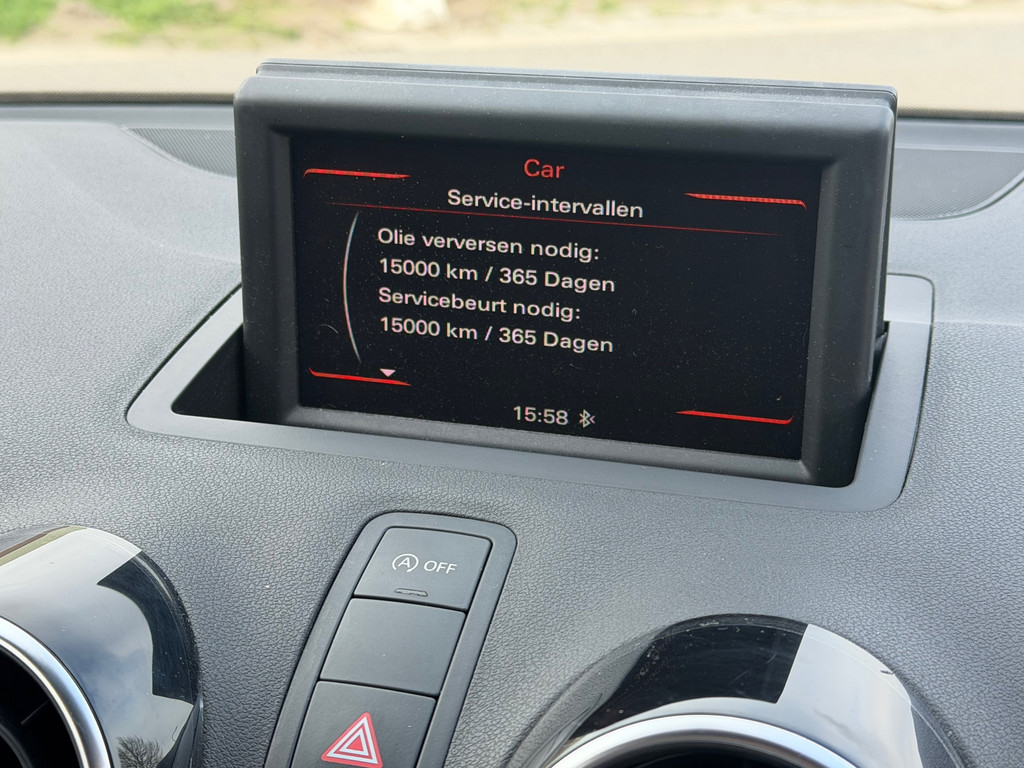 Car
Service-intervallen
Olie verversen nodig:
15000 km / 365 Dagen
Servicebeurt nodig:
15000 km / 365 Dagen
15:58
A OFF